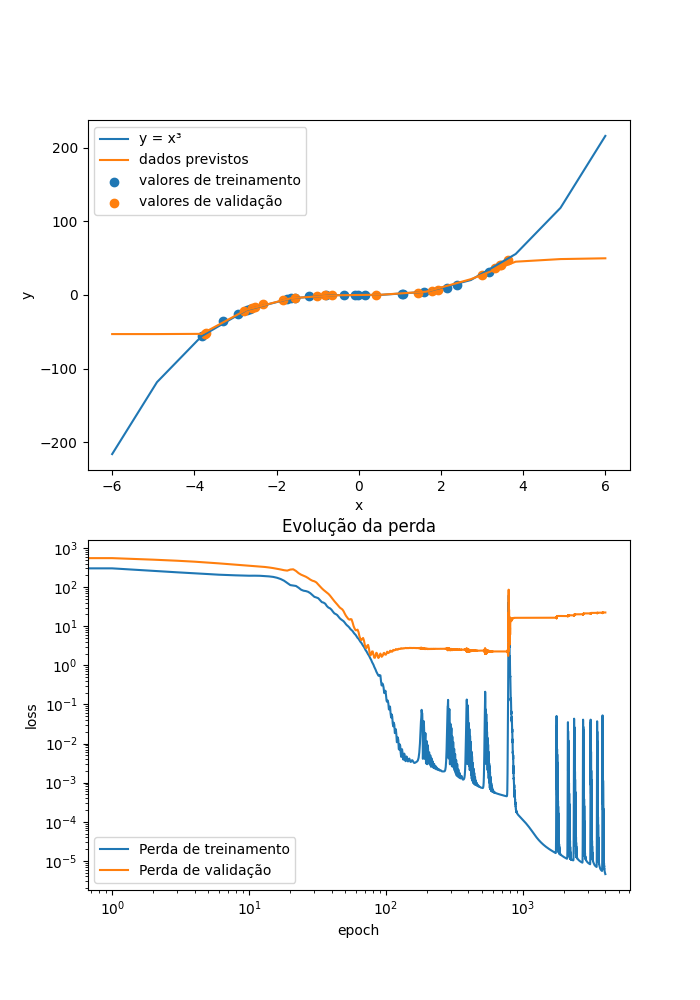 y = x³
dados previstos
valores de treinamento
valores de validação
200
100
0
−100
−200
y
−6 −4 −2 0 2 4 6
x
Evolução da perda
10³
10²
10¹
10⁰
10⁻¹
10⁻²
10⁻³
10⁻⁴
10⁻⁵
loss
Perda de treinamento
Perda de validação
10⁰ 10¹ 10² 10³
epoch